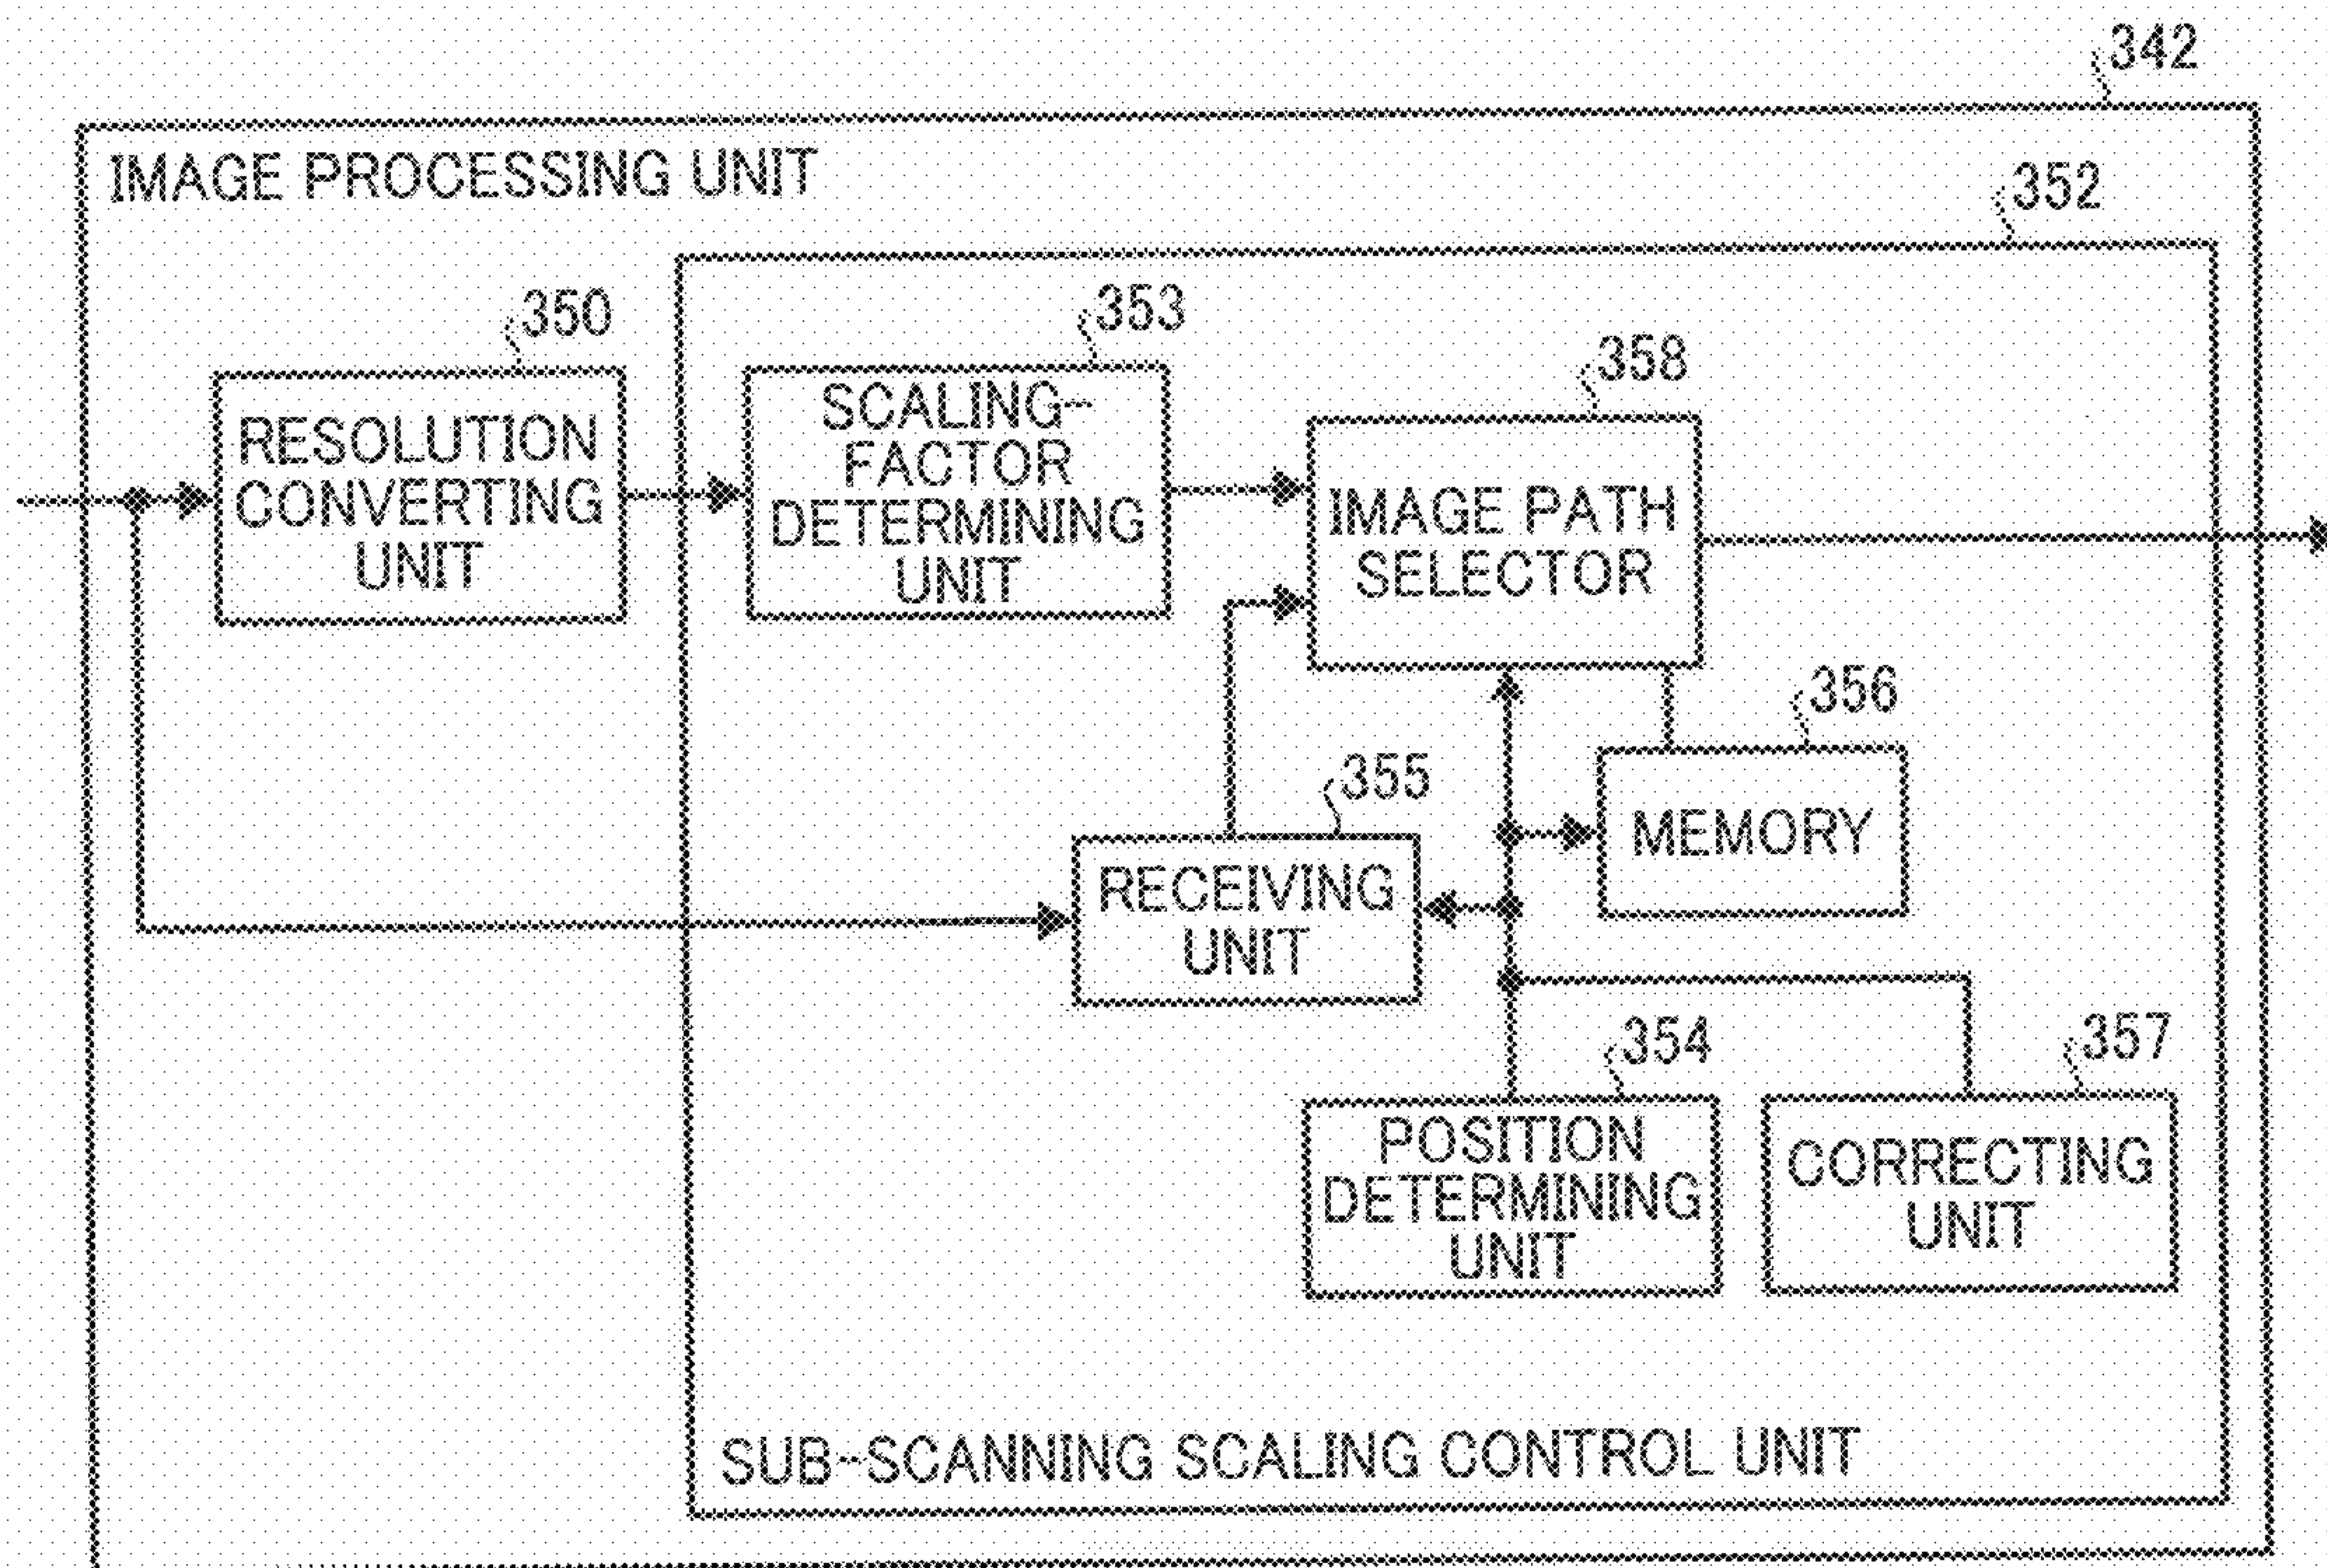 342
IMAGE PROCESSING UNIT
352
350
RESOLUTION
CONVERTING
UNIT
353
SCALING-
FACTOR
DETERMINING
UNIT
358
IMAGE PATH
SELECTOR
356
MEMORY
355
RECEIVING
UNIT
354
POSITION
DETERMINING
UNIT
357
CORRECTING
UNIT
SUB-SCANNING SCALING CONTROL UNIT